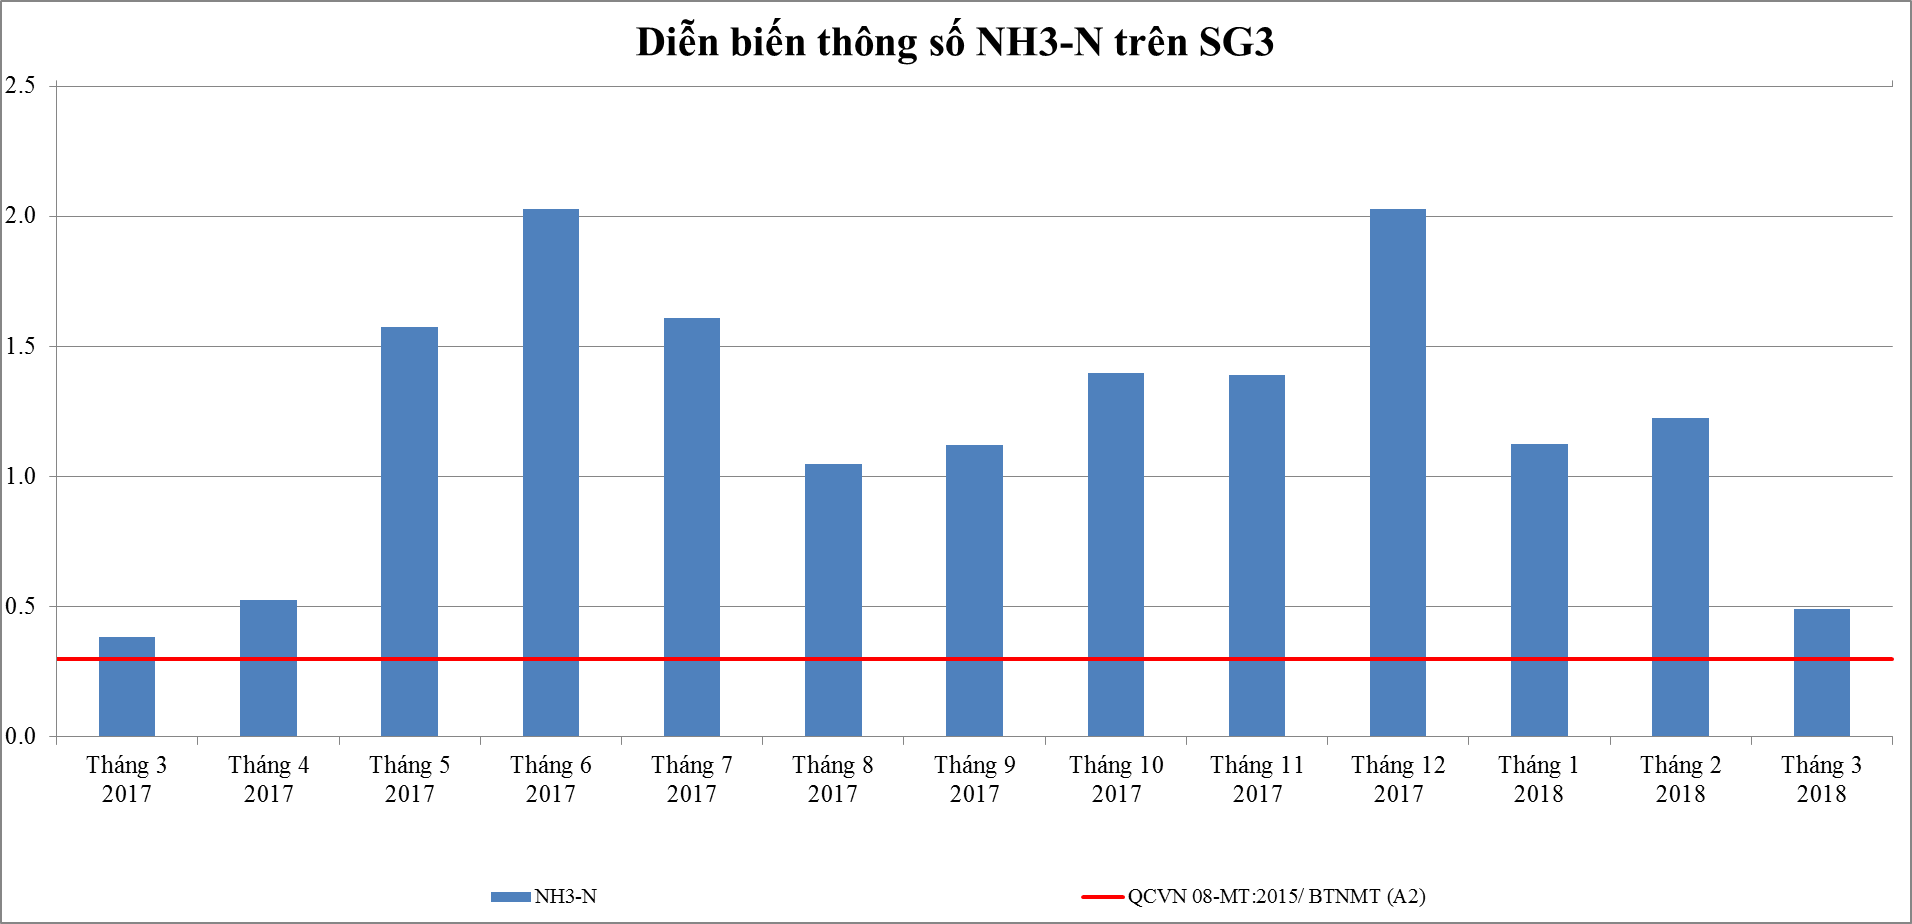 Diễn biến thông số NH3-N trên SG3
2.5
2.0
1.5
1.0
0.5
0.0
Tháng 3 2017
Tháng 4 2017
Tháng 5 2017
Tháng 6 2017
Tháng 7 2017
Tháng 8 2017
Tháng 9 2017
Tháng 10 2017
Tháng 11 2017
Tháng 12 2017
Tháng 1 2018
Tháng 2 2018
Tháng 3 2018
NH3-N
QCVN 08-MT:2015/ BTNMT (A2)